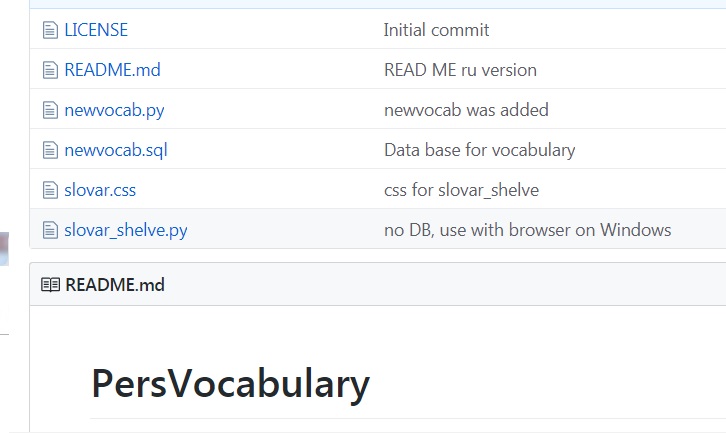 LICENSE Initial commit
README.md READ ME ru version
newvocab.py newvocab was added
newvocab.sql Data base for vocabulary
slovar.css css for slovar_shelve
slovar_shelve.py no DB, use with browser on Windows
README.md
PersVocabulary